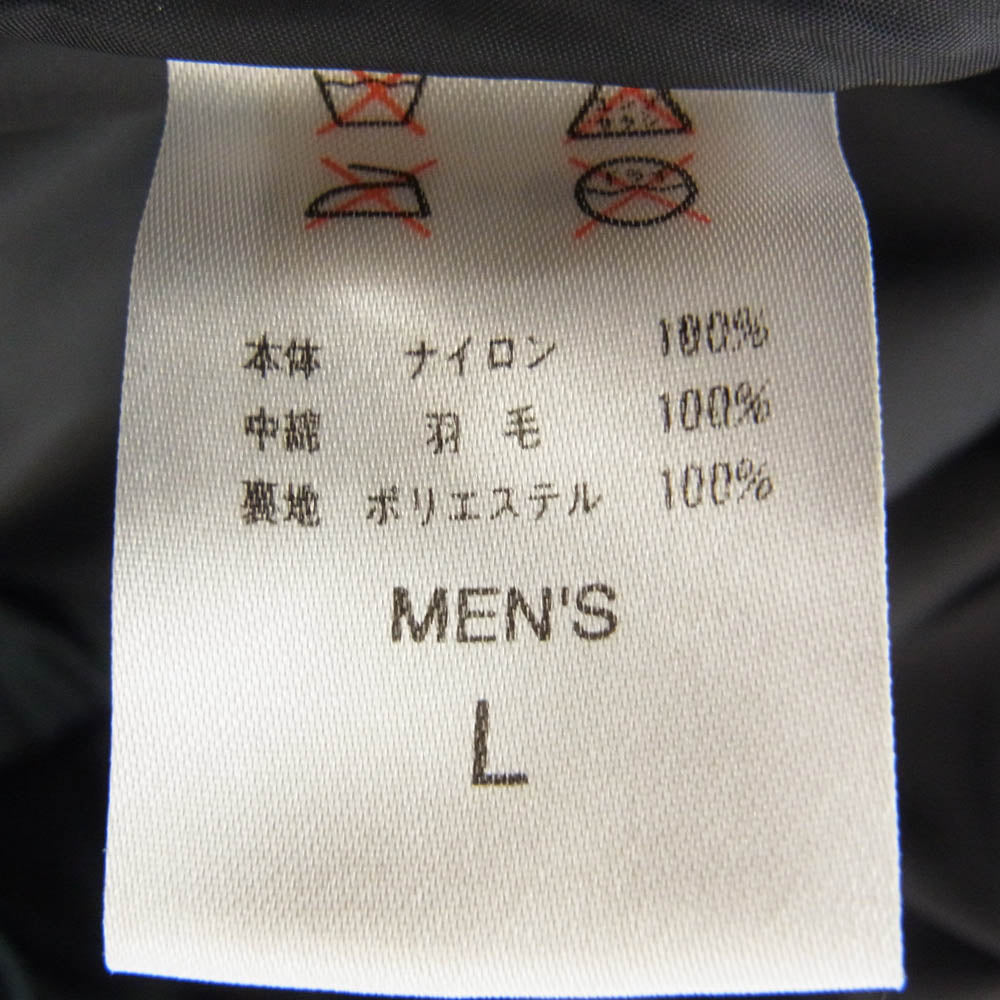 本体 ナイロン 100%
中綿 羽毛 100%
裏地 ポリエステル 100%
MEN'S
L